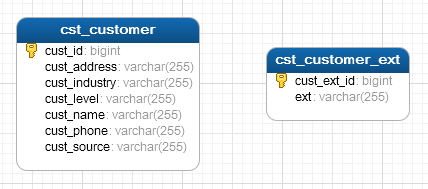 cst_customer
cust_id: bigint
cust_address: varchar(255)
cust_industry: varchar(255)
cust_level: varchar(255)
cust_name: varchar(255)
cust_phone: varchar(255)
cust_source: varchar(255)
cst_customer_ext
cust_ext_id: bigint
ext: varchar(255)